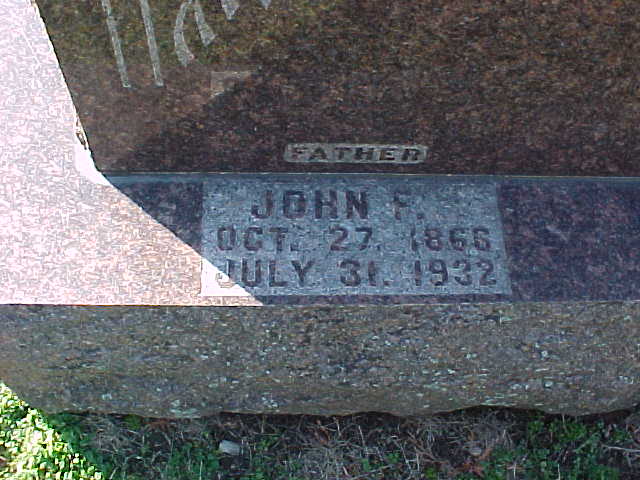 FATHER
JOHN F.
OCT. 27, 1866
JULY 31, 1932